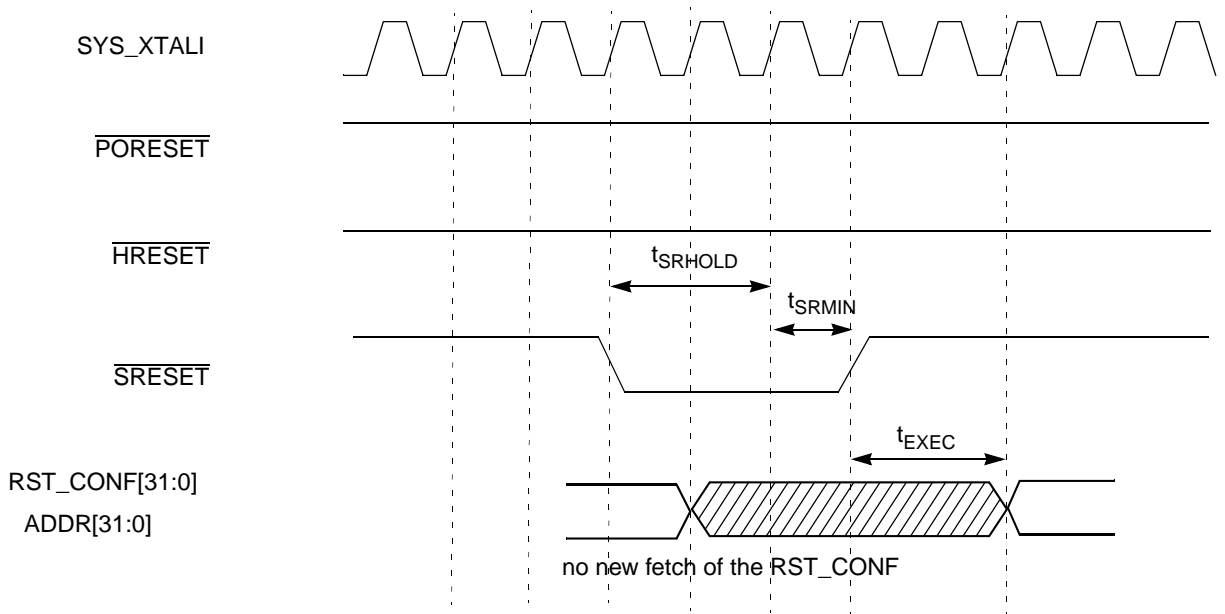 SYS_XTALI
PORESET
HRESET
tSRHOLD
tSRMIN
SRESET
tEXEC
RST_CONF[31:0]
ADDR[31:0]
no new fetch of the RST_CONF